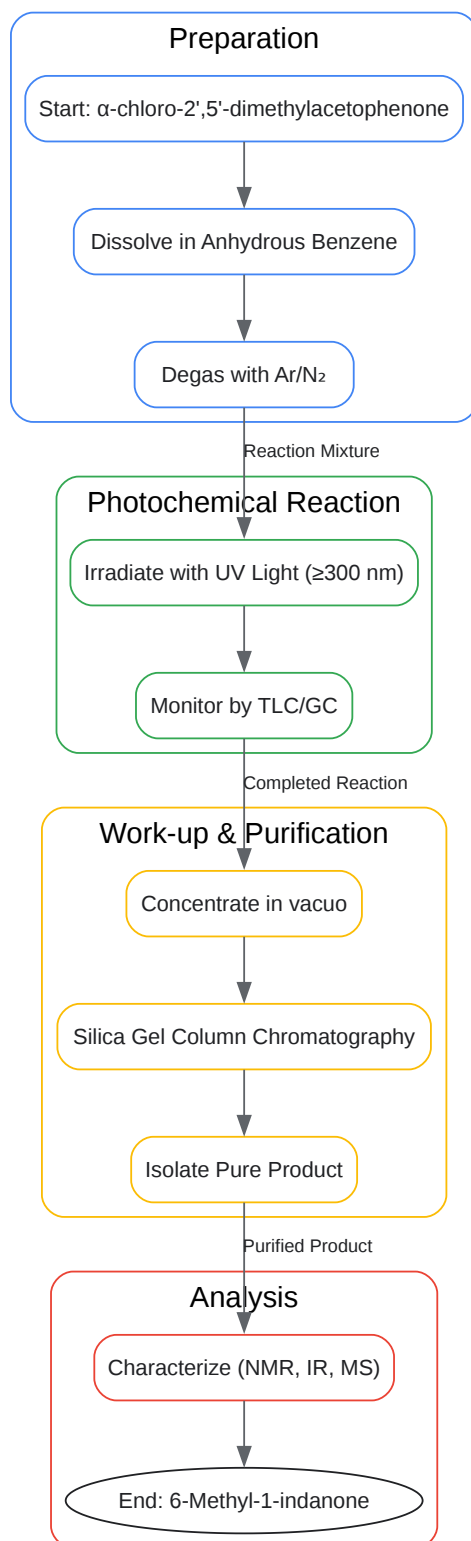 Preparation
Start: α-chloro-2',5'-dimethylacetophenone
Dissolve in Anhydrous Benzene
Degas with Ar/N₂
Reaction Mixture
Photochemical Reaction
Irradiate with UV Light (≥300 nm)
Monitor by TLC/GC
Completed Reaction
Work-up & Purification
Concentrate in vacuo
Silica Gel Column Chromatography
Isolate Pure Product
Purified Product
Analysis
Characterize (NMR, IR, MS)
End: 6-Methyl-1-indanone